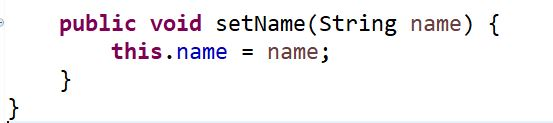 public void setName(String name) {
this.name = name;
}
}